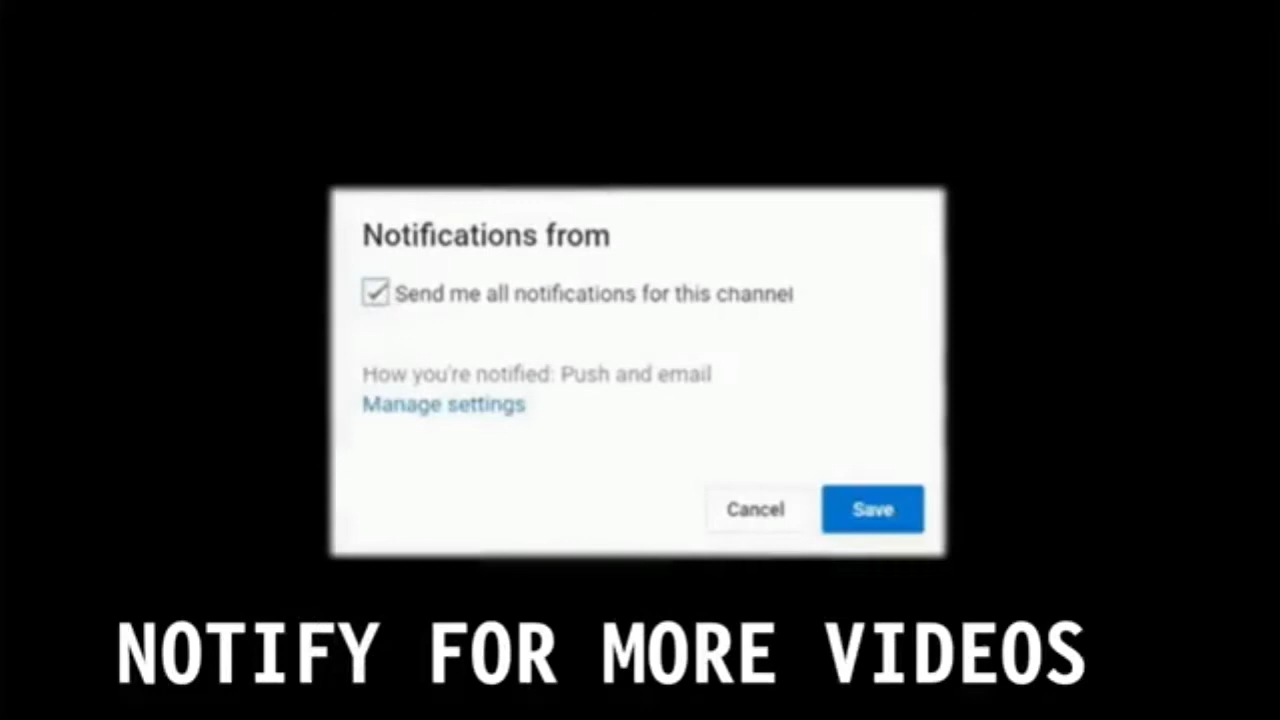 Notifications from
Send me all notifications for this channel
How you're notified: Push and email
Manage settings
Cancel Save
NOTIFY FOR MORE VIDEOS